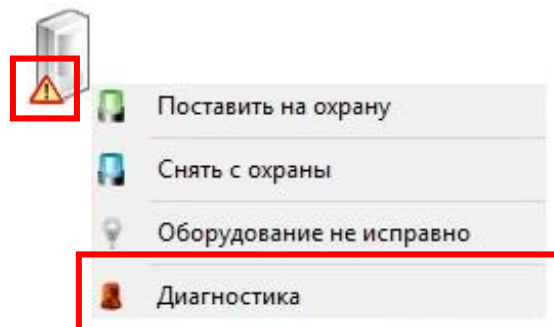 Поставить на охрану
Снять с охраны
Оборудование не исправно
Диагностика